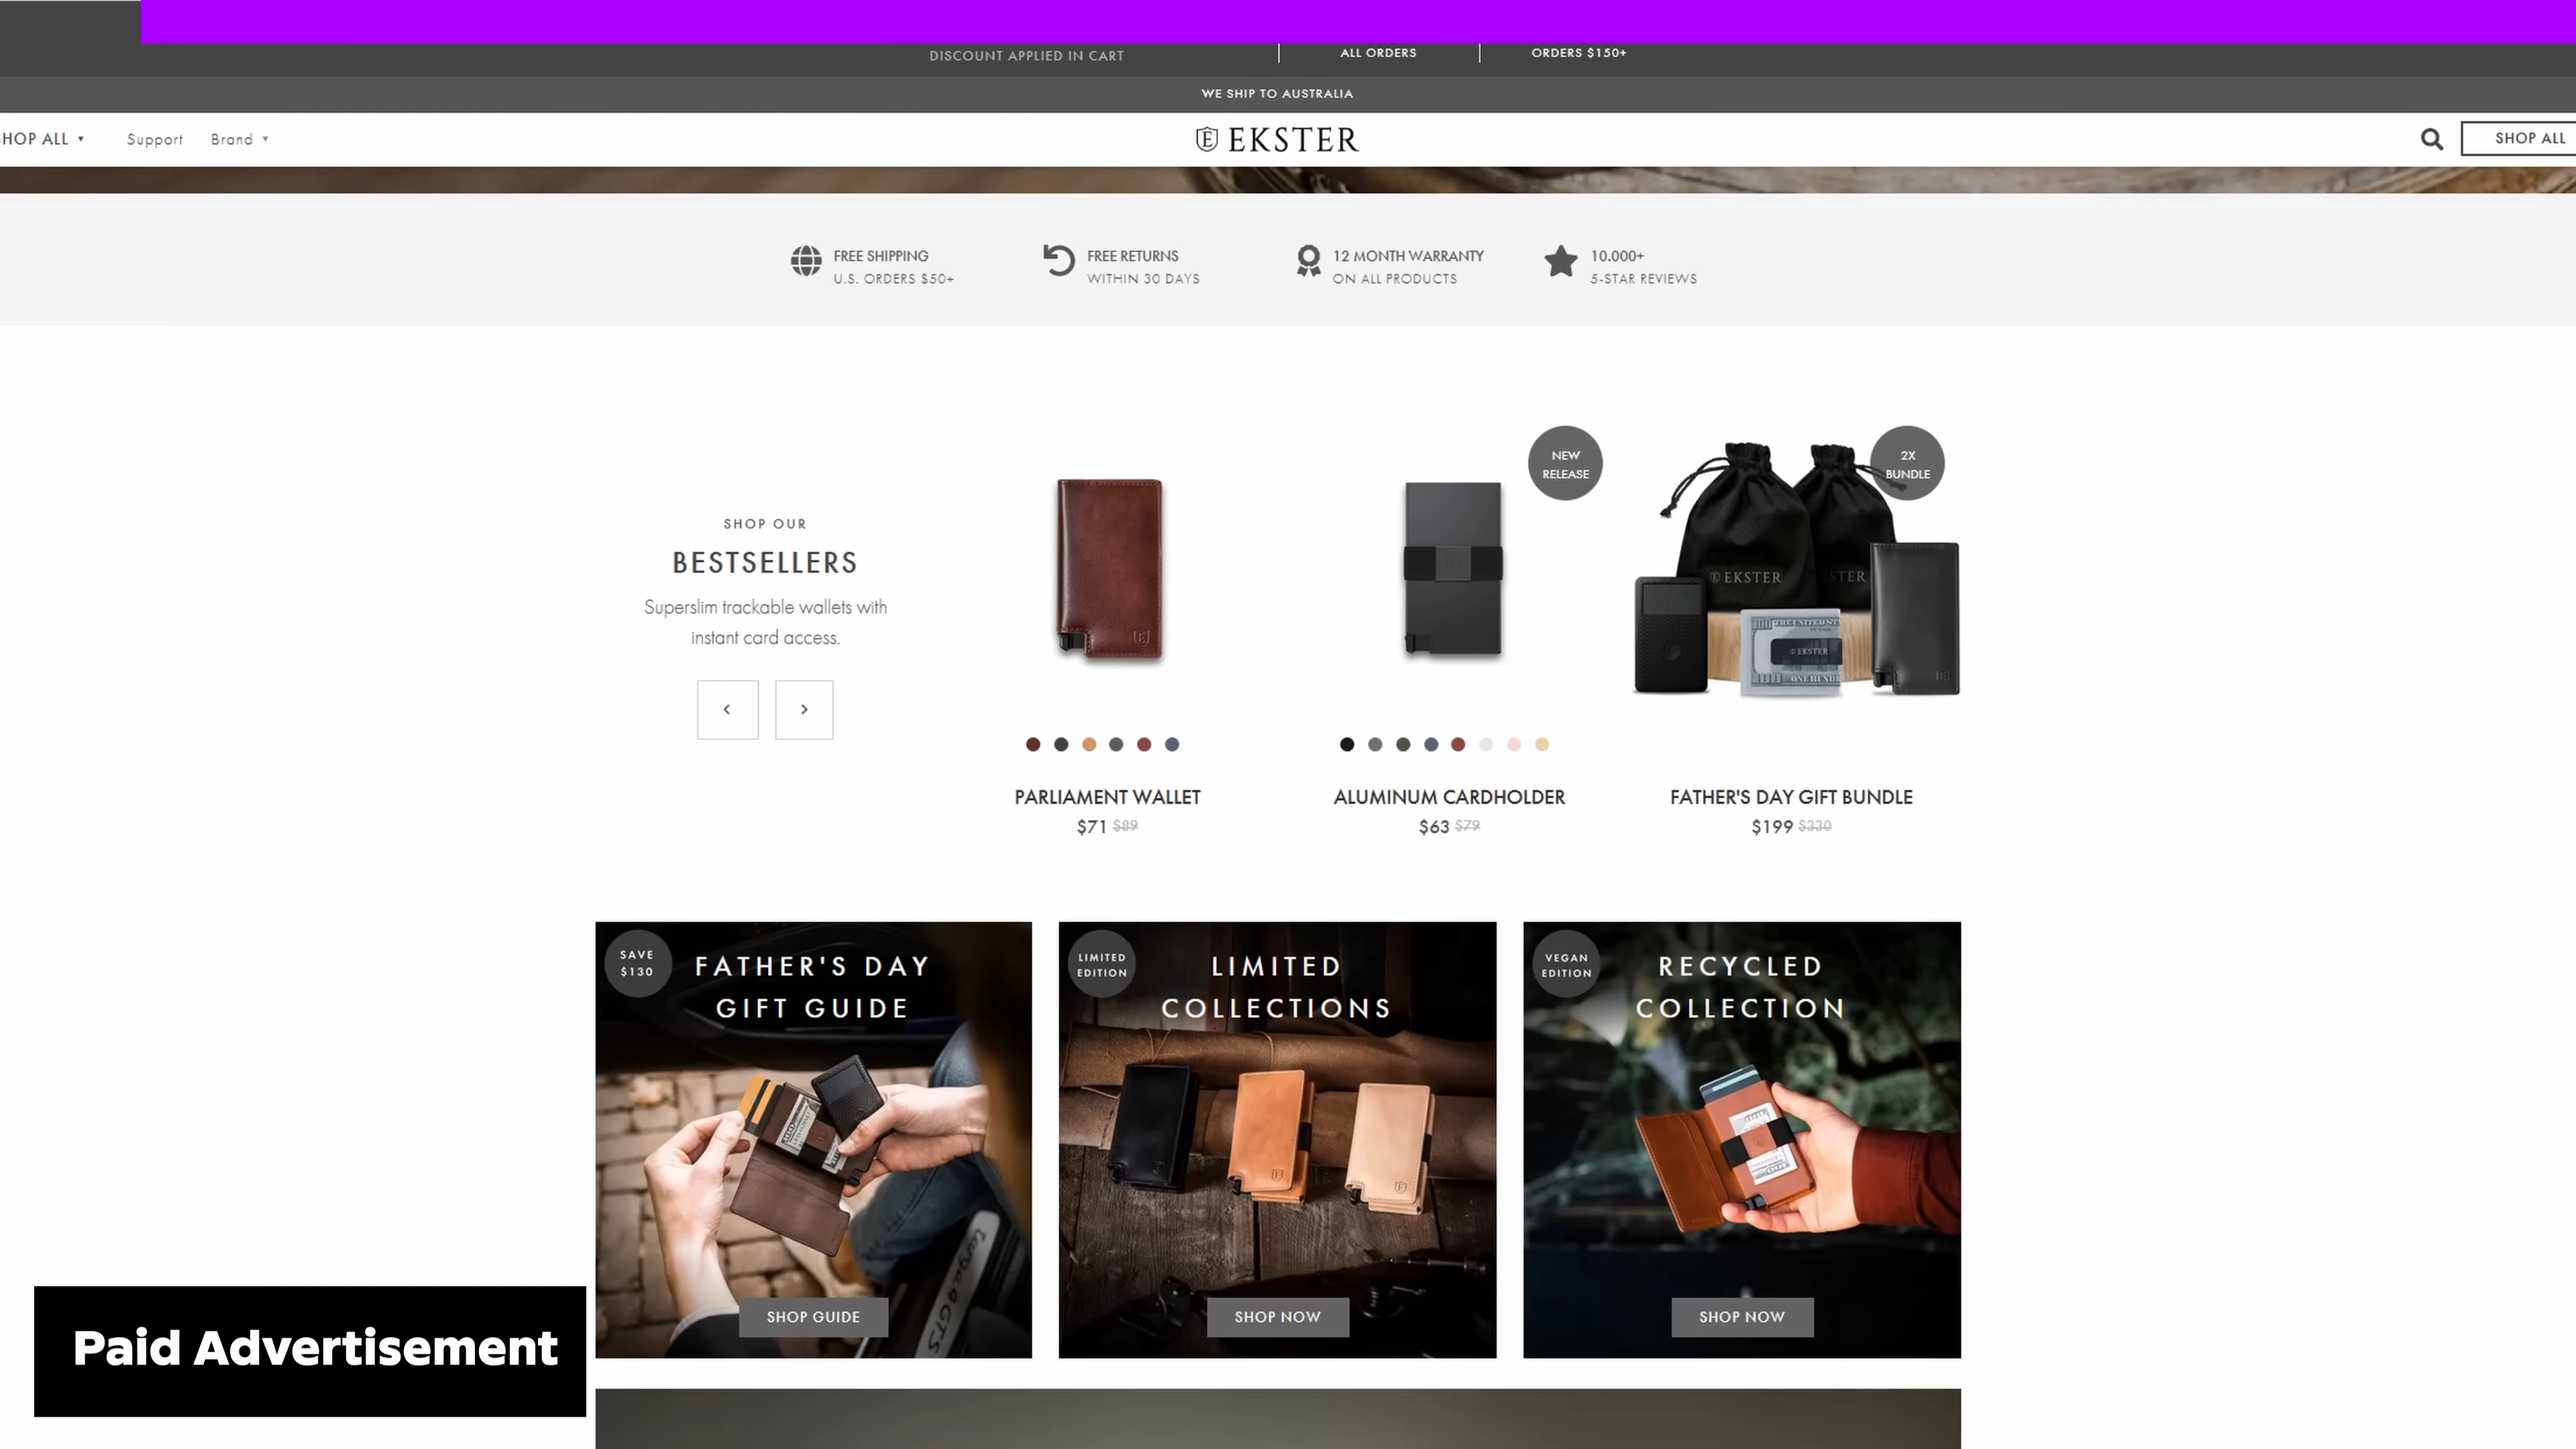 DISCOUNT APPLIED IN CART
ALL ORDERS
ORDERS $150+
WE SHIP TO AUSTRALIA
HOP ALL
Support
Brand
EKSTER
SHOP ALL
FREE SHIPPING
U.S. ORDERS $50+
FREE RETURNS
WITHIN 30 DAYS
12 MONTH WARRANTY
ON ALL PRODUCTS
10.000+
5-STAR REVIEWS
SHOP OUR
BESTSELLERS
Superslim trackable wallets with
instant card access.
NEW
RELEASE
2X
BUNDLE
EKSTER
STER
EKSTER
PARLIAMENT WALLET
$71 $89
ALUMINUM CARDHOLDER
$63 $79
FATHER'S DAY GIFT BUNDLE
$199 $330
SAVE
$130
FATHER'S DAY
GIFT GUIDE
SHOP GUIDE
LIMITED
EDITION
LIMITED
COLLECTIONS
SHOP NOW
VEGAN
EDITION
RECYCLED
COLLECTION
SHOP NOW
Paid Advertisement